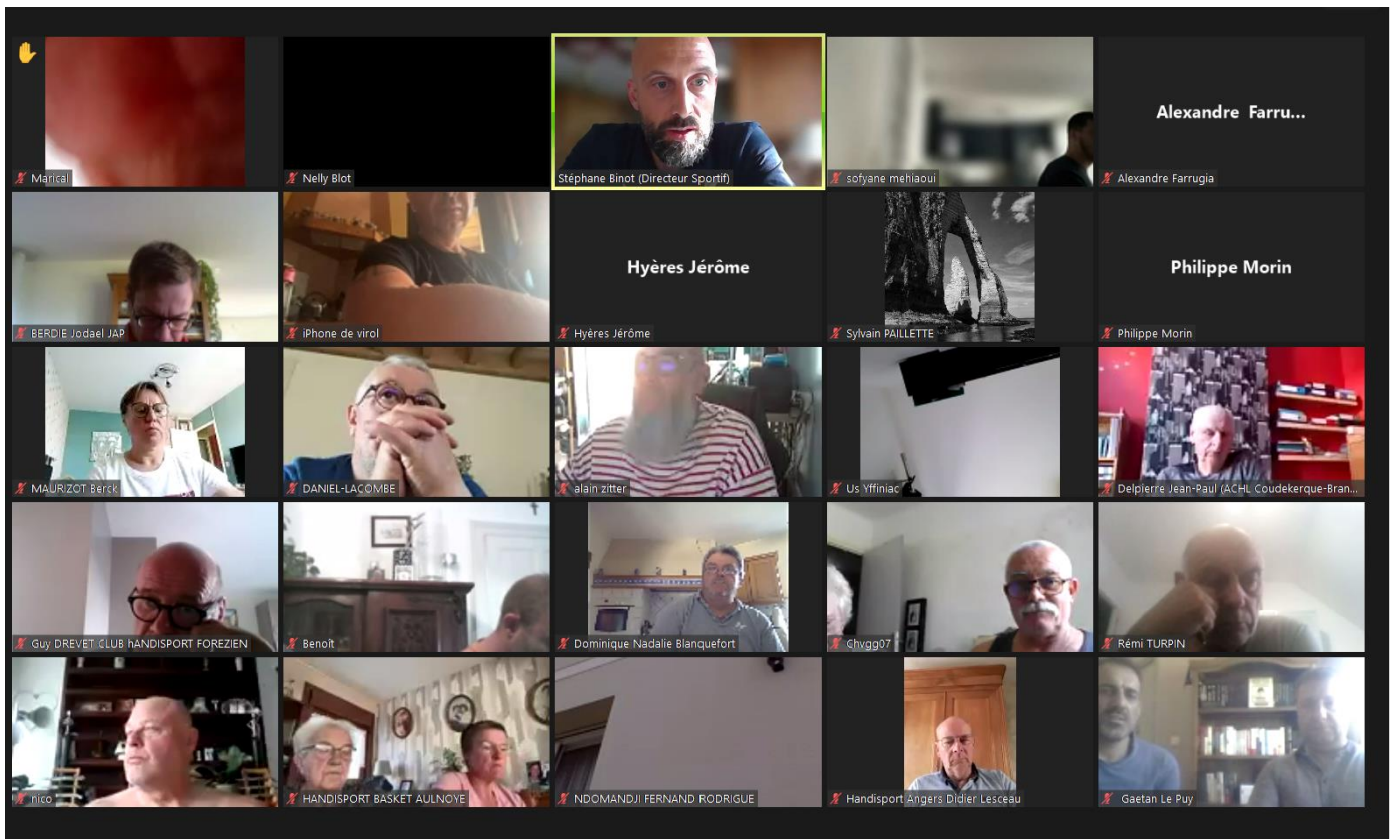 Marical
Nelly Blot
Stéphane Binot (Directeur Sportif)
sofyane mehiaoui
Alexandre Farru...
Alexandre Farrugia
BERDIE Jodael JAP
iPhone de virol
Hyères Jérôme
Hyères Jérôme
Sylvain PAILLETTE
Philippe Morin
Philippe Morin
MAURIZOT Berck
DANIEL-LACOMBE
alain zitter
Us Yffiniac
Delpierre Jean-Paul (ACHL Coudekerque-Bran...
Guy DREVET CLUB hANDISPORT FOREZIEN
Benoît
Dominique Nadalie Blanquefort
Chvgg07
Rémi TURPIN
nico
HANDISPORT BASKET AULNOYE
NDOMANDJI FERNAND RODRIGUE
Handisport Angers Didier Lesceau
Gaetan Le Puy